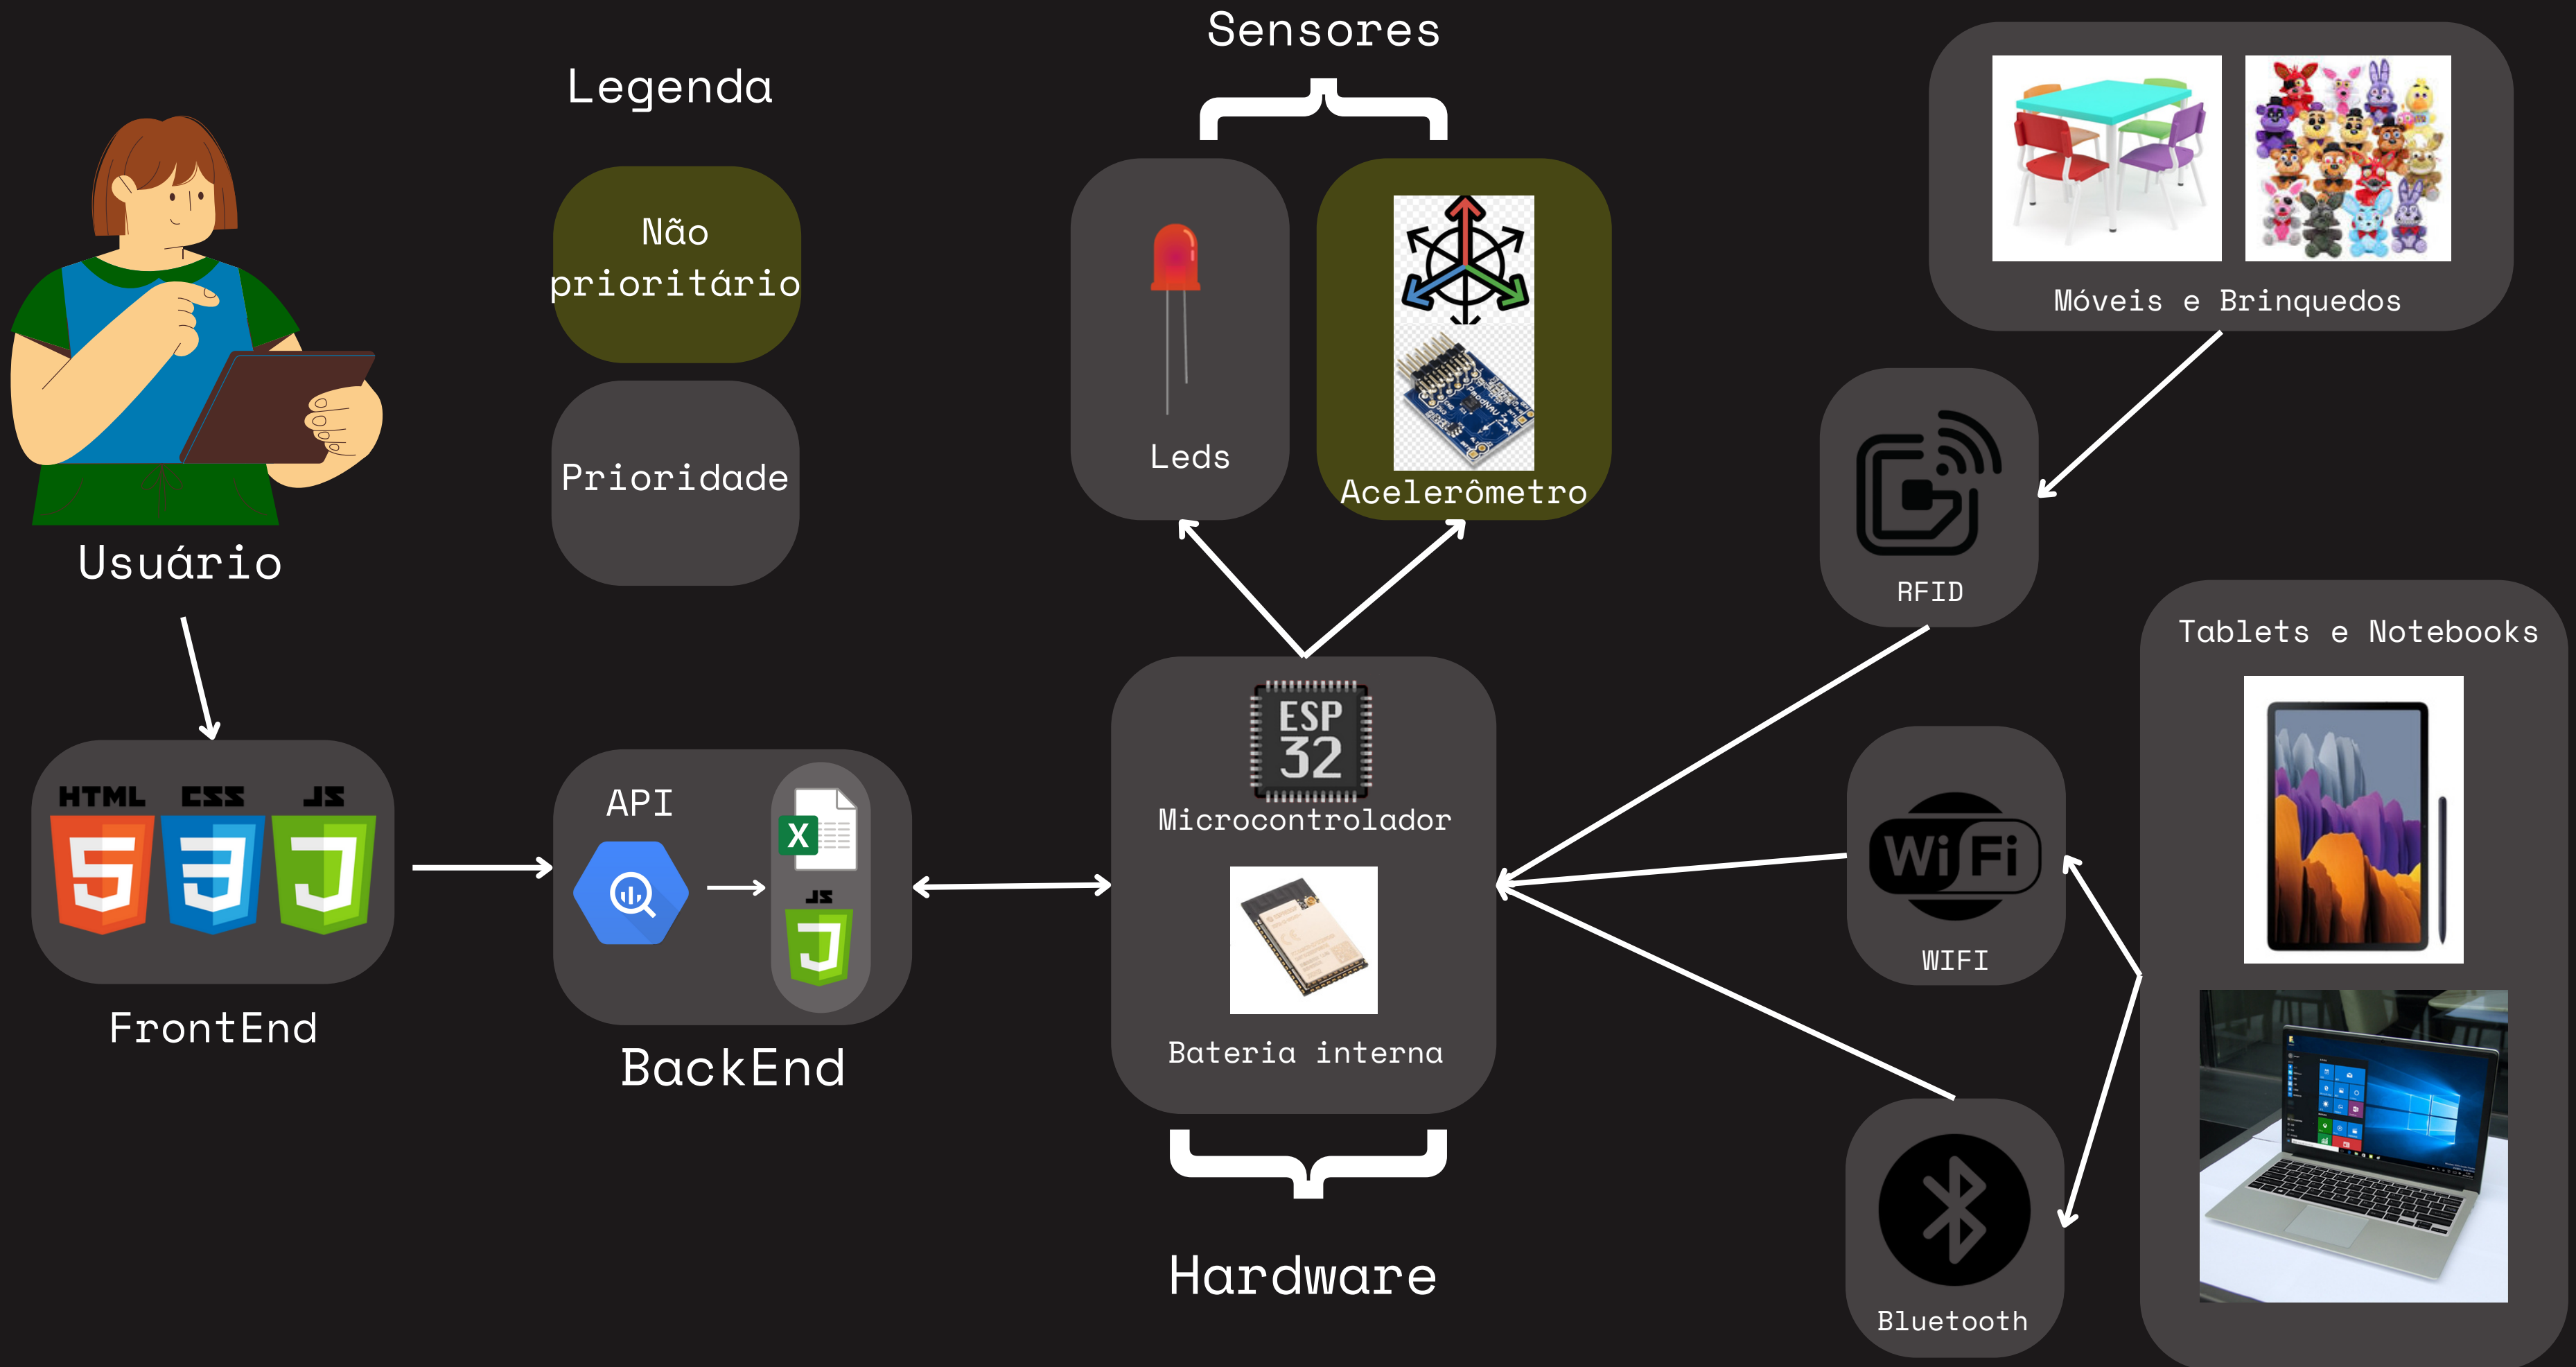 Sensores
Legenda
Não
prioritário
Prioridade
Leds
Acelerômetro
Móveis e Brinquedos
RFID
Usuário
Tablets e Notebooks
HTML
CSS
JS
FrontEnd
API
X
JS
BackEnd
ESP
32
Microcontrolador
Bateria interna
Hardware
WiFi
WIFI
Bluetooth